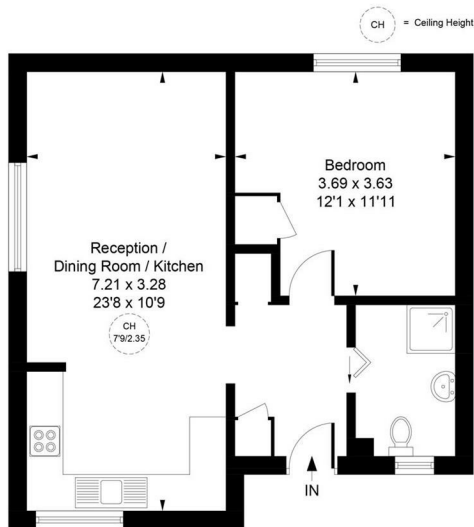 CH = Ceiling Height
Bedroom
3.69 x 3.63
12'1 x 11'11
Reception /
Dining Room / Kitchen
7.21 x 3.28
23'8 x 10'9
CH
7'9/2.35
IN